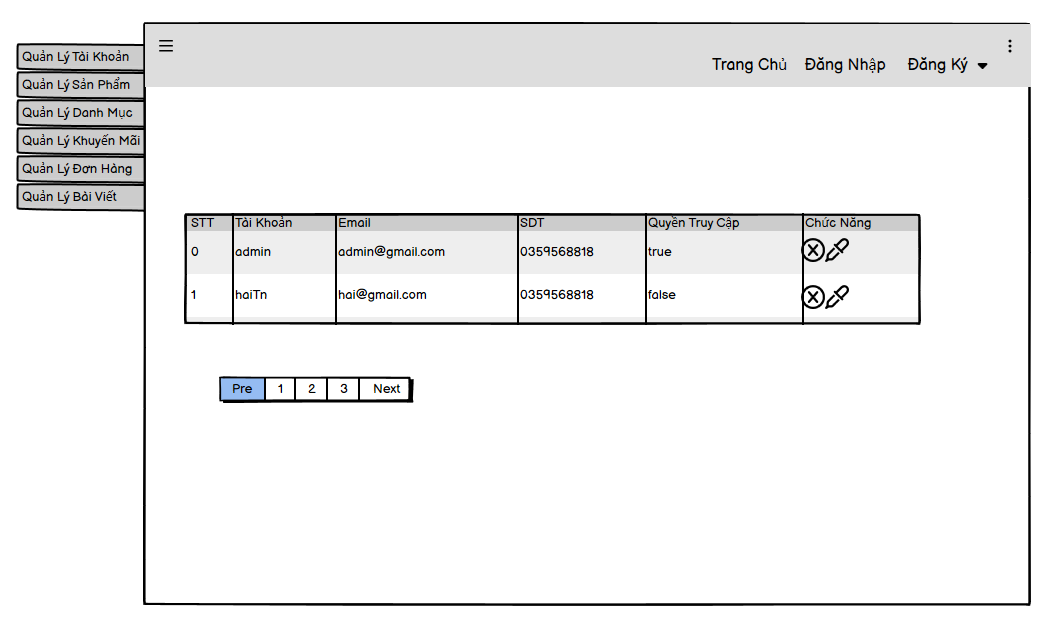 Quản Lý Tài Khoản
Quản Lý Sản Phẩm
Quản Lý Danh Mục
Quản Lý Khuyến Mãi
Quản Lý Đơn Hàng
Quản Lý Bài Viết
Trang Chủ Đăng Nhập Đăng Ký
STT Tài Khoản Email SDT Quyền Truy Cập Chức Năng
0 admin admin@gmail.com 0359568818 true
1 haiTn hai@gmail.com 0359568818 false
Pre 1 2 3 Next